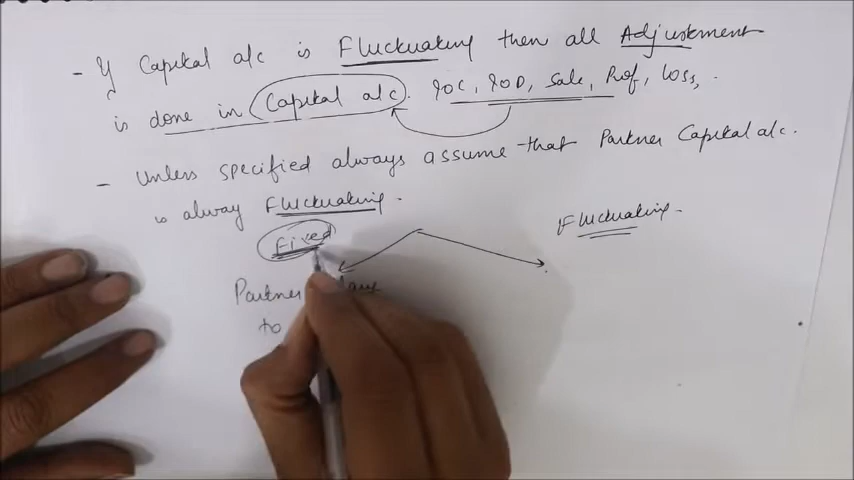 - If Capital a/c is Fluctuating then all Adjustment
is done in Capital a/c. IOC, IOD, Sale, Prof, loss,.
- Unless specified always assume that Partner Capital a/c.
is alway Fluctuating.
Fixed
Fluctuating.
Partner
to